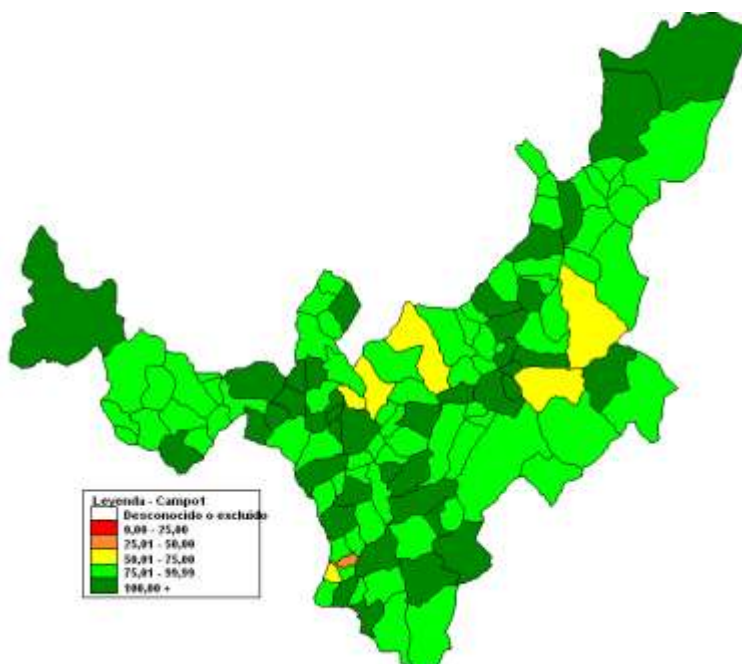 Leyenda - Campo1
Desconocido o excluido
0,00 - 25,00
25,01 - 50,00
50,01 - 75,00
75,01 - 99,99
100,00 +